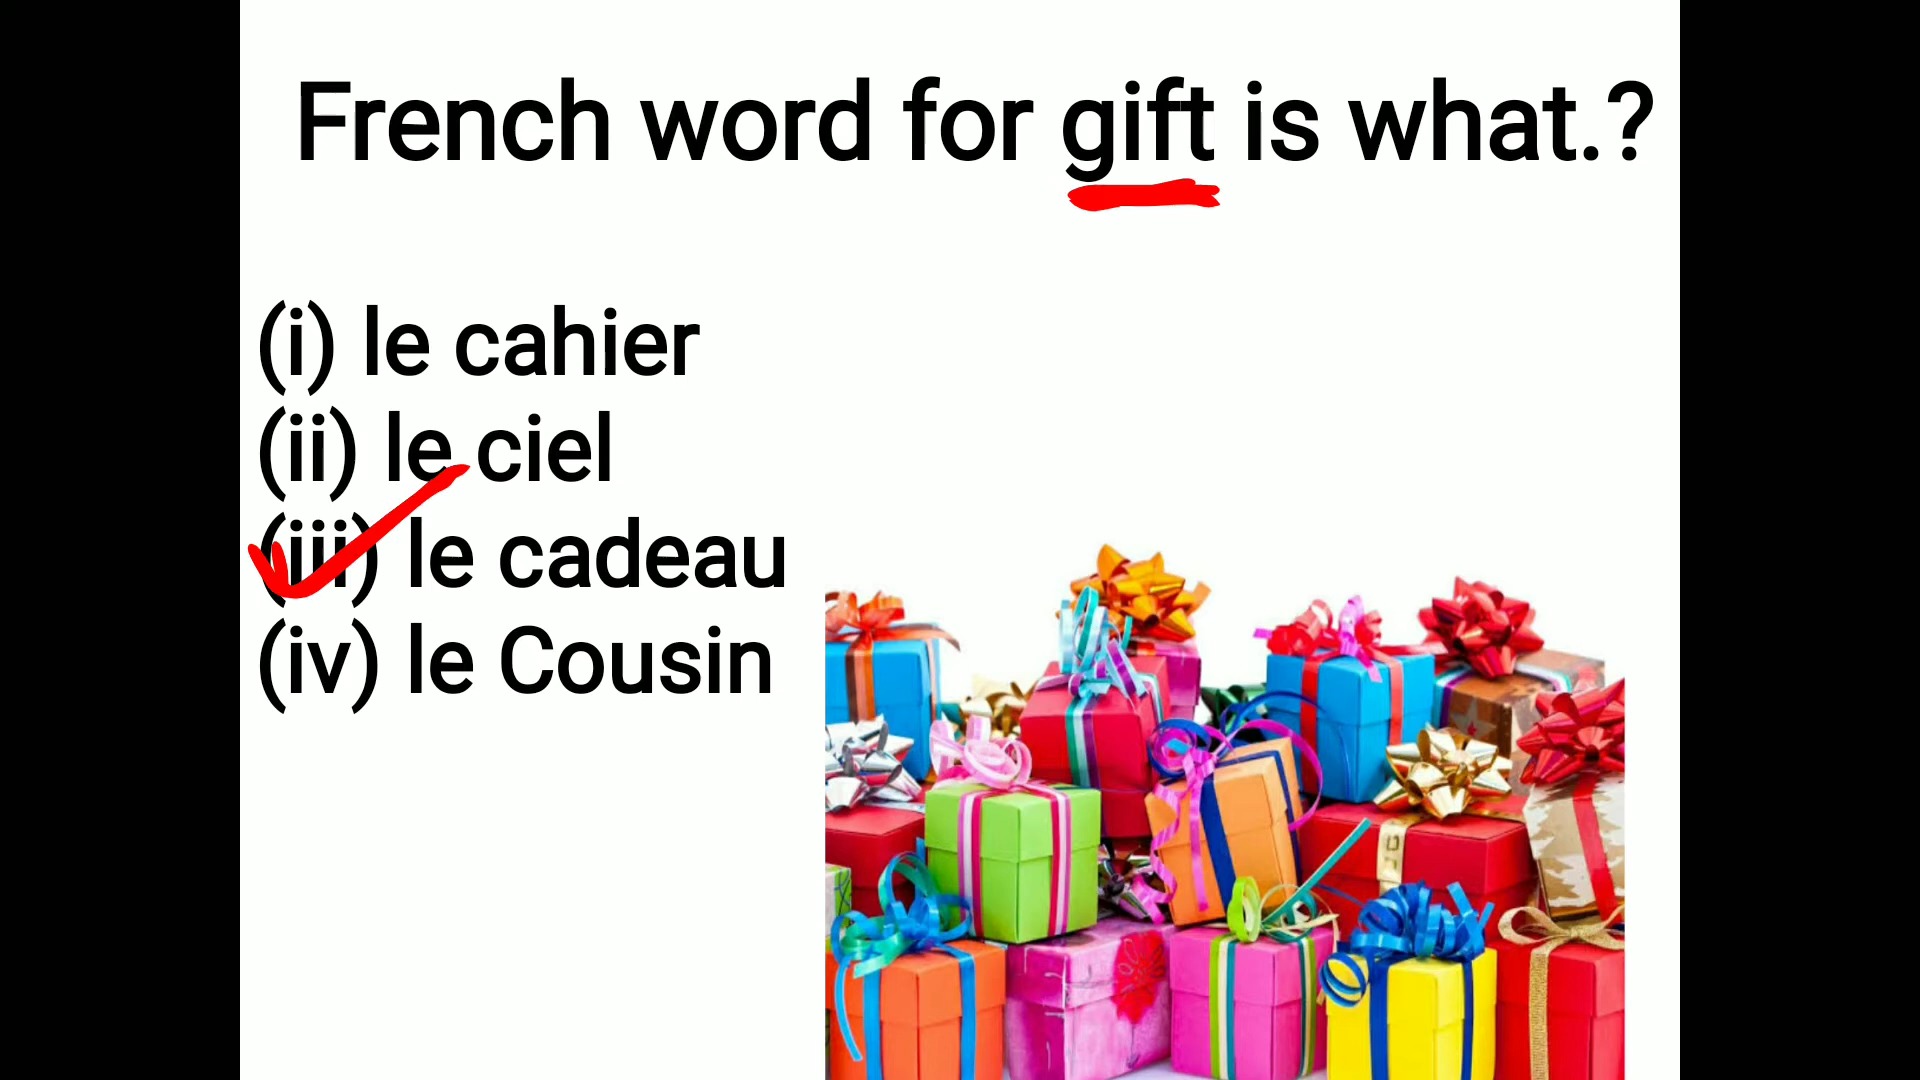 French word for gift is what.?
(i) le cahier
(ii) le ciel
(iii) le cadeau
(iv) le Cousin